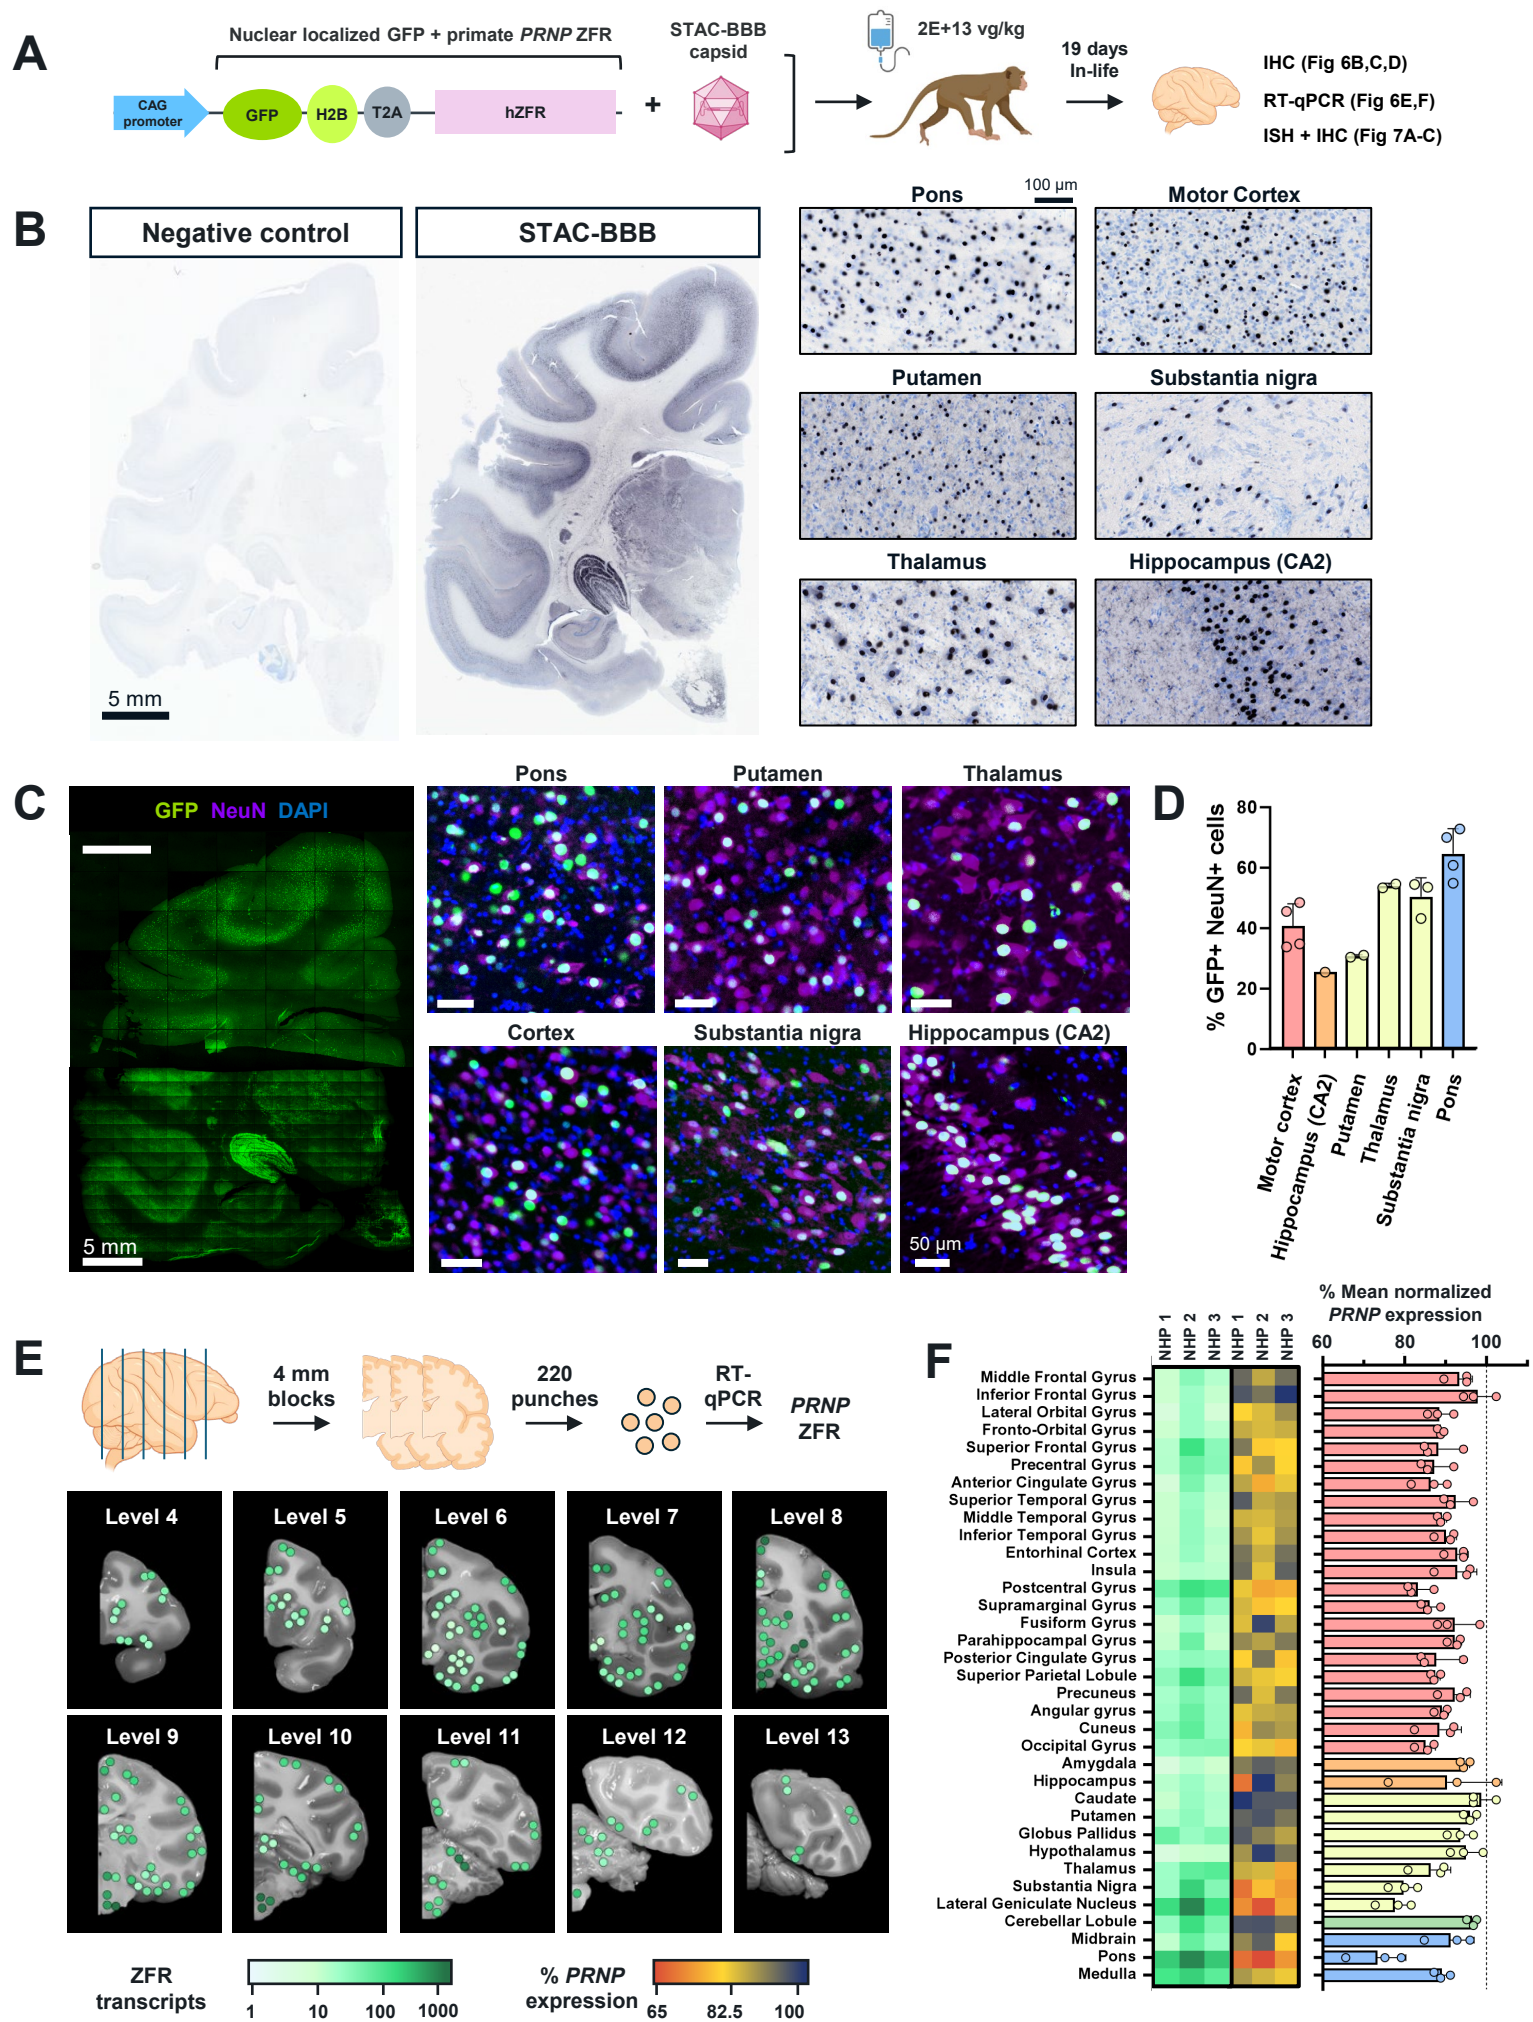 A
Nuclear localized GFP + primate PRNP ZFR
CAG
promoter
GFP
H2B
T2A
hZFR
+
STAC-BBB
capsid
2E+13 vg/kg
19 days
In-life
IHC (Fig 6B,C,D)
RT-qPCR (Fig 6E,F)
ISH + IHC (Fig 7A-C)
B
Negative control
STAC-BBB
5 mm
100 µm
Pons
Motor Cortex
Putamen
Substantia nigra
Thalamus
Hippocampus (CA2)
C
GFP NeuN DAPI
5 mm
Pons
Putamen
Thalamus
Cortex
Substantia nigra
Hippocampus (CA2)
50 µm
D
% GFP+ NeuN+ cells
80
60
40
20
0
Motor cortex
Hippocampus (CA2)
Putamen
Thalamus
Substantia nigra
Pons
E
4 mm
blocks
220
punches
RT-
qPCR
PRNP
ZFR
Level 4
Level 5
Level 6
Level 7
Level 8
Level 9
Level 10
Level 11
Level 12
Level 13
ZFR
transcripts
1 10 100 1000
% PRNP
expression
65 82.5 100
F
NHP 1
NHP 2
NHP 3
NHP 1
NHP 2
NHP 3
% Mean normalized
PRNP expression
60 80 100
Middle Frontal Gyrus
Inferior Frontal Gyrus
Lateral Orbital Gyrus
Fronto-Orbital Gyrus
Superior Frontal Gyrus
Precentral Gyrus
Anterior Cingulate Gyrus
Superior Temporal Gyrus
Middle Temporal Gyrus
Inferior Temporal Gyrus
Entorhinal Cortex
Insula
Postcentral Gyrus
Supramarginal Gyrus
Fusiform Gyrus
Parahippocampal Gyrus
Posterior Cingulate Gyrus
Superior Parietal Lobule
Precuneus
Angular gyrus
Cuneus
Occipital Gyrus
Amygdala
Hippocampus
Caudate
Putamen
Globus Pallidus
Hypothalamus
Thalamus
Substantia Nigra
Lateral Geniculate Nucleus
Cerebellar Lobule
Midbrain
Pons
Medulla